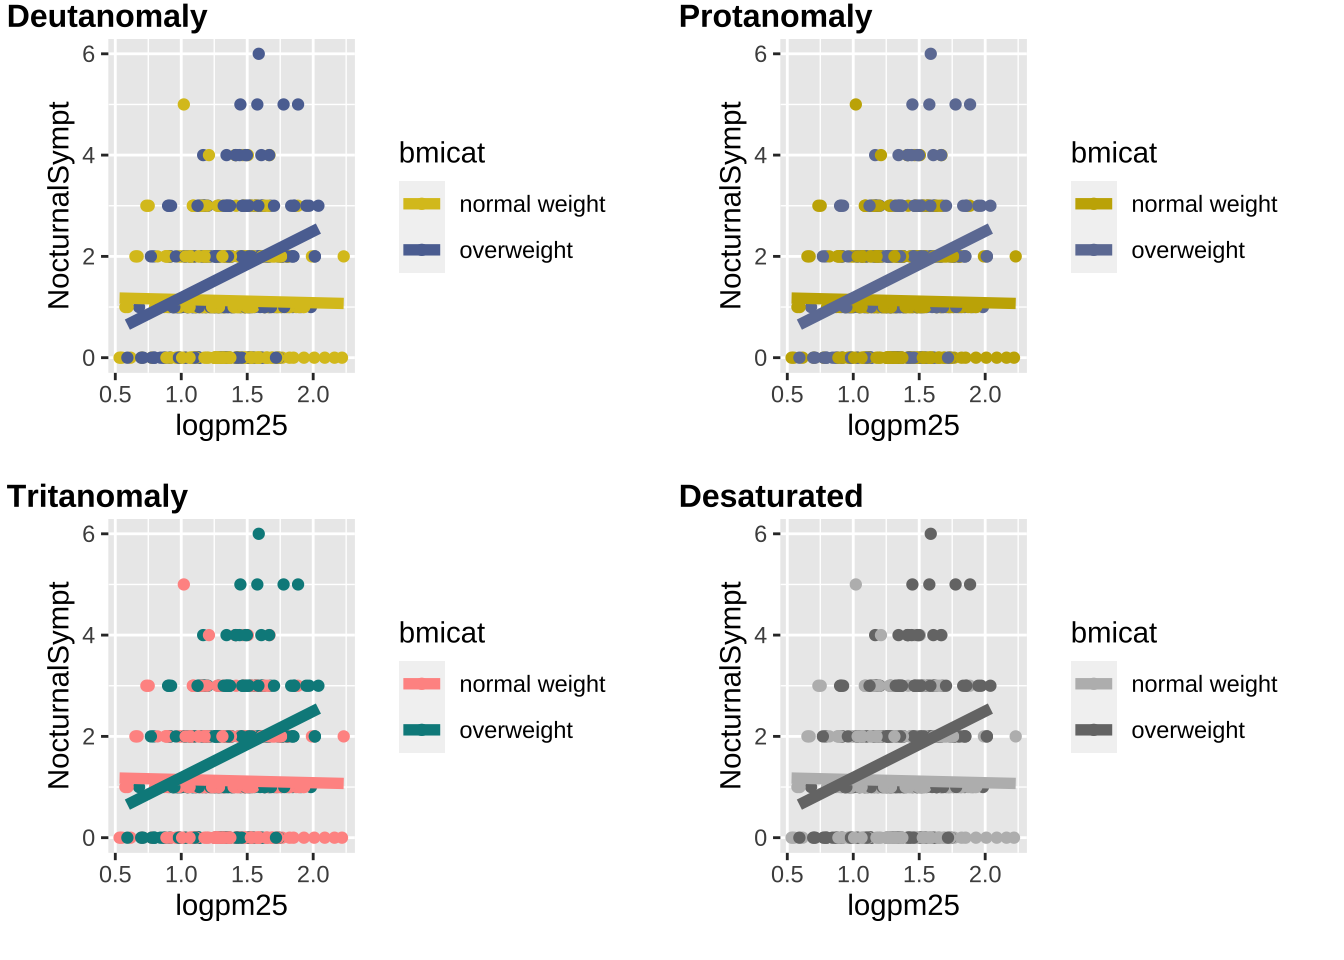 Deutanomaly
NocturnalSympt
6
4
2
0
0.5 1.0 1.5 2.0
logpm25
bmicat
normal weight
overweight
Protanomaly
NocturnalSympt
6
4
2
0
0.5 1.0 1.5 2.0
logpm25
bmicat
normal weight
overweight
Tritanomaly
NocturnalSympt
6
4
2
0
0.5 1.0 1.5 2.0
logpm25
bmicat
normal weight
overweight
Desaturated
NocturnalSympt
6
4
2
0
0.5 1.0 1.5 2.0
logpm25
bmicat
normal weight
overweight